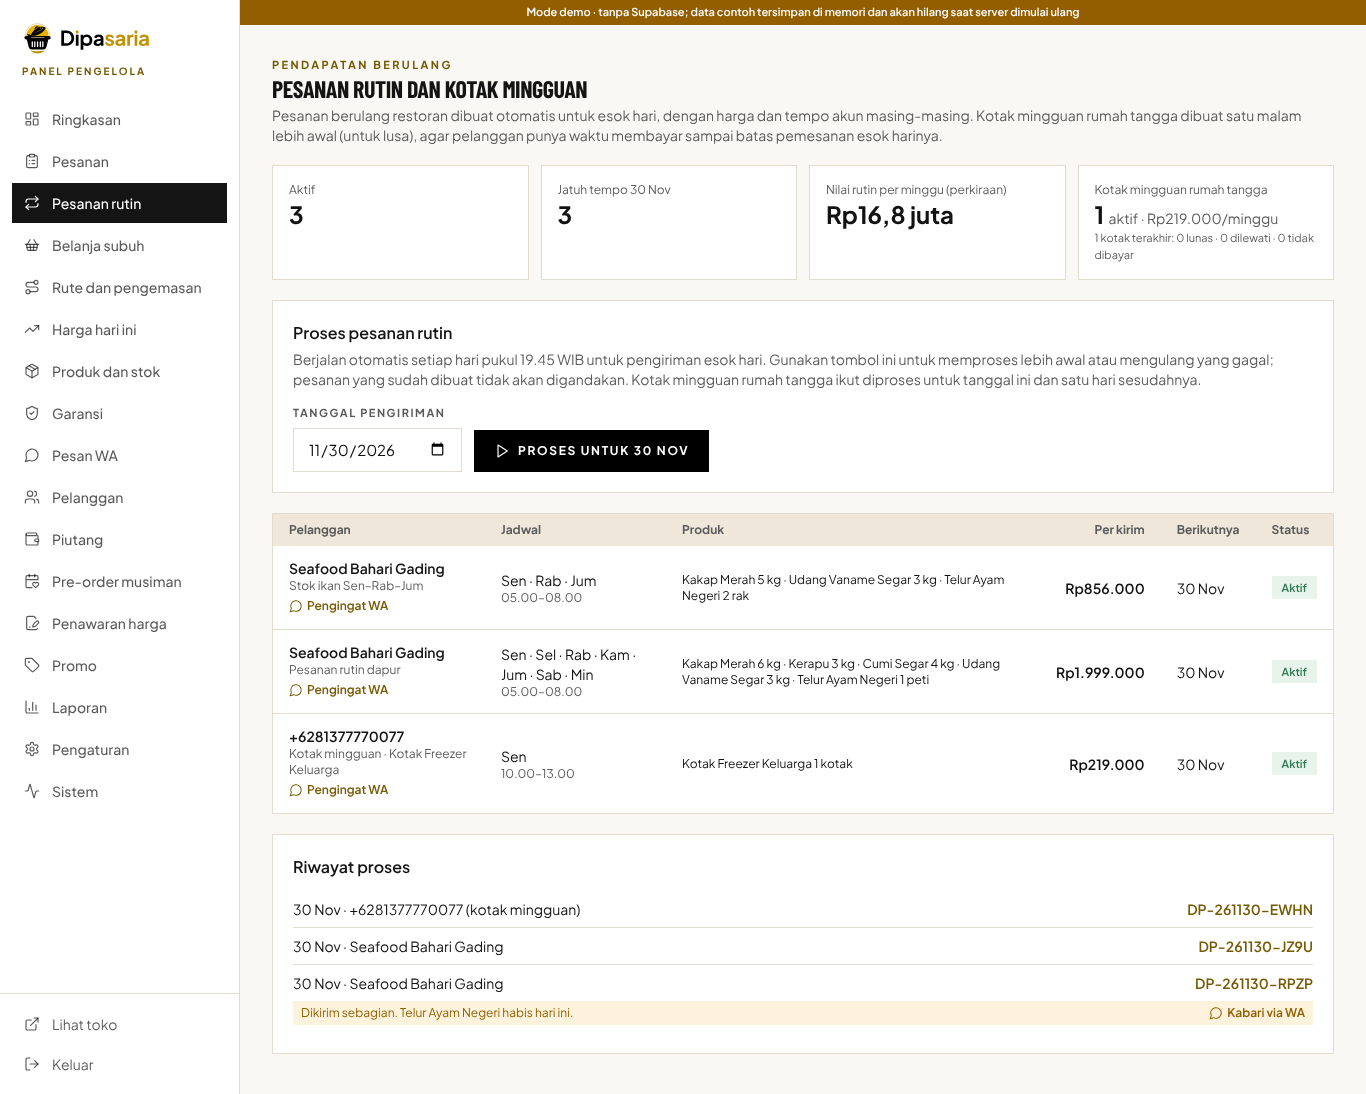 Mode demo · tanpa Supabase; data contoh tersimpan di memori dan akan hilang saat server dimulai ulang
Dipasaria
PANEL PENGELOLA
Ringkasan
Pesanan
Pesanan rutin
Belanja subuh
Rute dan pengemasan
Harga hari ini
Produk dan stok
Garansi
Pesan WA
Pelanggan
Piutang
Pre-order musiman
Penawaran harga
Promo
Laporan
Pengaturan
Sistem
Lihat toko
Keluar
PENDAPATAN BERULANG
PESANAN RUTIN DAN KOTAK MINGGUAN
Pesanan berulang restoran dibuat otomatis untuk esok hari, dengan harga dan tempo akun masing-masing. Kotak mingguan rumah tangga dibuat satu malam
lebih awal (untuk lusa), agar pelanggan punya waktu membayar sampai batas pemesanan esok harinya.
Aktif
3
Jatuh tempo 30 Nov
3
Nilai rutin per minggu (perkiraan)
Rp16,8 juta
Kotak mingguan rumah tangga
1 aktif · Rp219.000/minggu
1 kotak terakhir: 0 lunas · 0 dilewati · 0 tidak
dibayar
Proses pesanan rutin
Berjalan otomatis setiap hari pukul 19.45 WIB untuk pengiriman esok hari. Gunakan tombol ini untuk memproses lebih awal atau mengulang yang gagal;
pesanan yang sudah dibuat tidak akan digandakan. Kotak mingguan rumah tangga ikut diproses untuk tanggal ini dan satu hari sesudahnya.
TANGGAL PENGIRIMAN
11/30/2026
PROSES UNTUK 30 NOV
Pelanggan Jadwal Produk Per kirim Berikutnya Status
Seafood Bahari Gading
Stok ikan Sen–Rab–Jum
Pengingat WA
Sen · Rab · Jum
05.00–08.00
Kakap Merah 5 kg · Udang Vaname Segar 3 kg · Telur Ayam
Negeri 2 rak
Rp856.000
30 Nov
Aktif
Seafood Bahari Gading
Pesanan rutin dapur
Pengingat WA
Sen · Sel · Rab · Kam ·
Jum · Sab · Min
05.00–08.00
Kakap Merah 6 kg · Kerapu 3 kg · Cumi Segar 4 kg · Udang
Vaname Segar 3 kg · Telur Ayam Negeri 1 peti
Rp1.999.000
30 Nov
Aktif
+6281377770077
Kotak mingguan · Kotak Freezer
Keluarga
Pengingat WA
Sen
10.00–13.00
Kotak Freezer Keluarga 1 kotak
Rp219.000
30 Nov
Aktif
Riwayat proses
30 Nov · +6281377770077 (kotak mingguan) DP-261130-EWHN
30 Nov · Seafood Bahari Gading DP-261130-JZ9U
30 Nov · Seafood Bahari Gading DP-261130-RPZP
Dikirim sebagian. Telur Ayam Negeri habis hari ini. Kabari via WA